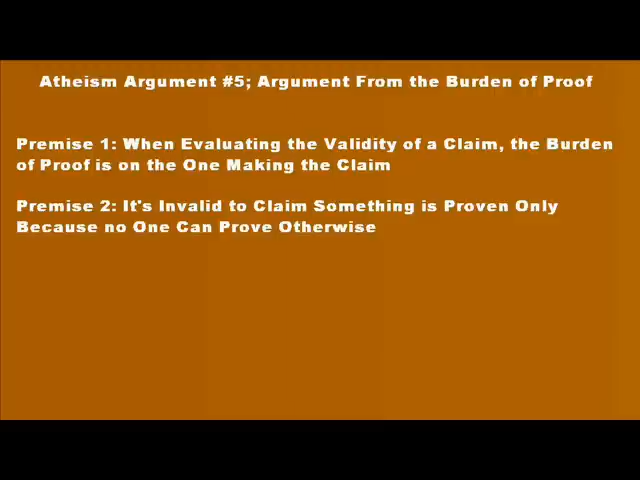 Atheism Argument #5; Argument From the Burden of Proof
Premise 1: When Evaluating the Validity of a Claim, the Burden
of Proof is on the One Making the Claim
Premise 2: It's Invalid to Claim Something is Proven Only
Because no One Can Prove Otherwise